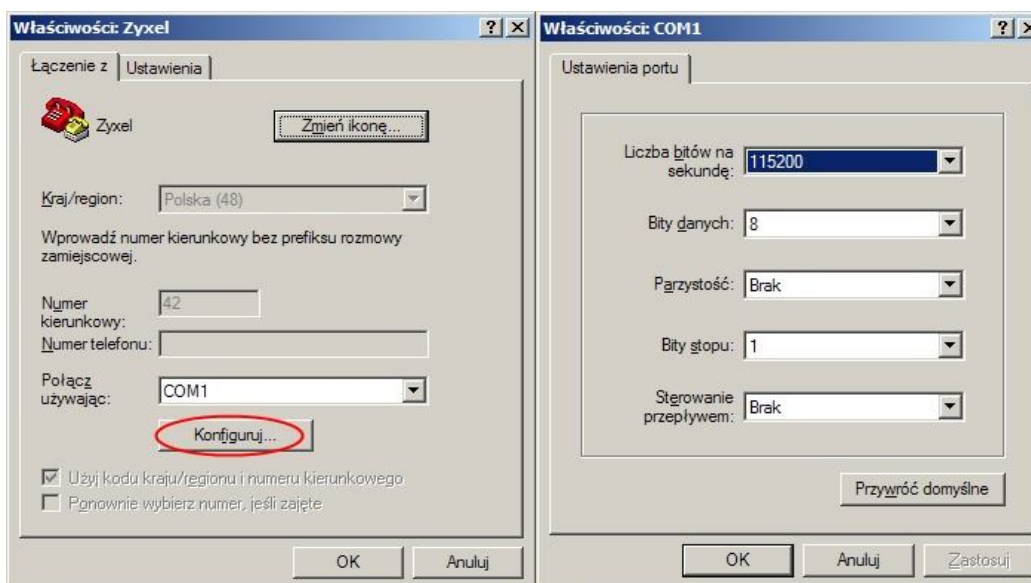 Właściwości: Zyxel
Łączenie z
Ustawienia
Zyxel
Zmień ikonę...
Kraj/region:
Polska (48)
Wprowadź numer kierunkowy bez prefiksu rozmowy
zamiejscowej.
Numer
kierunkowy:
42
Numer telefonu:
Połącz
używając:
COM1
Konfiguruj...
Użyj kodu kraju/regionu i numeru kierunkowego
Ponownie wybierz numer, jeśli zajęte
OK
Anuluj
Właściwości: COM1
Ustawienia portu
Liczba bitów na
sekundę:
115200
Bity danych:
8
Parzystość:
Brak
Bity stopu:
1
Sterowanie
przepływem:
Brak
Przywróć domyślne
OK
Anuluj
Zastosuj